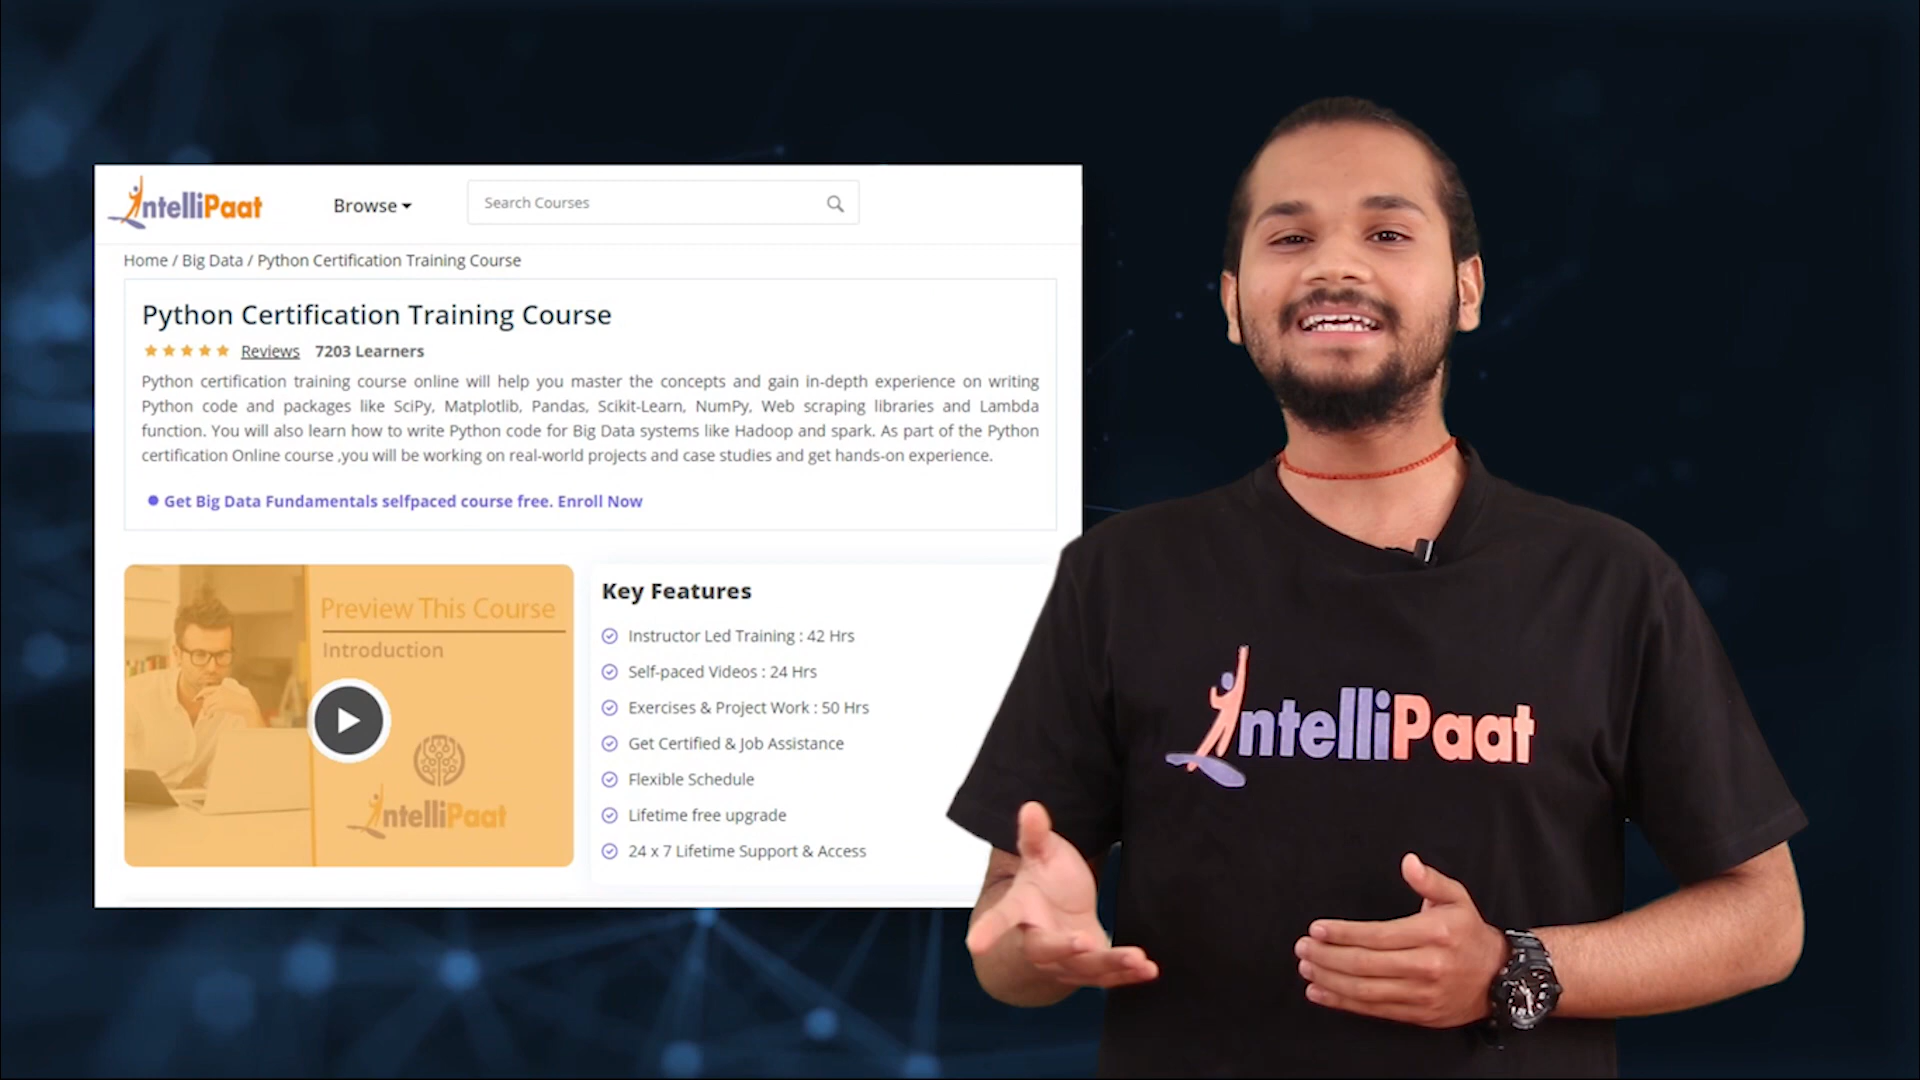 IntelliPaat
Browse
Search Courses
Home / Big Data / Python Certification Training Course
Python Certification Training Course
Reviews 7203 Learners
Python certification training course online will help you master the concepts and gain in-depth experience on writing
Python code and packages like SciPy, Matplotlib, Pandas, Scikit-Learn, NumPy, Web scraping libraries and Lambda
function. You will also learn how to write Python code for Big Data systems like Hadoop and spark. As part of the Python
certification Online course ,you will be working on real-world projects and case studies and get hands-on experience.
Get Big Data Fundamentals selfpaced course free. Enroll Now
Preview This Course
Introduction
IntelliPaat
Key Features
Instructor Led Training : 42 Hrs
Self-paced Videos : 24 Hrs
Exercises & Project Work : 50 Hrs
Get Certified & Job Assistance
Flexible Schedule
Lifetime free upgrade
24 x 7 Lifetime Support & Access
IntelliPaat